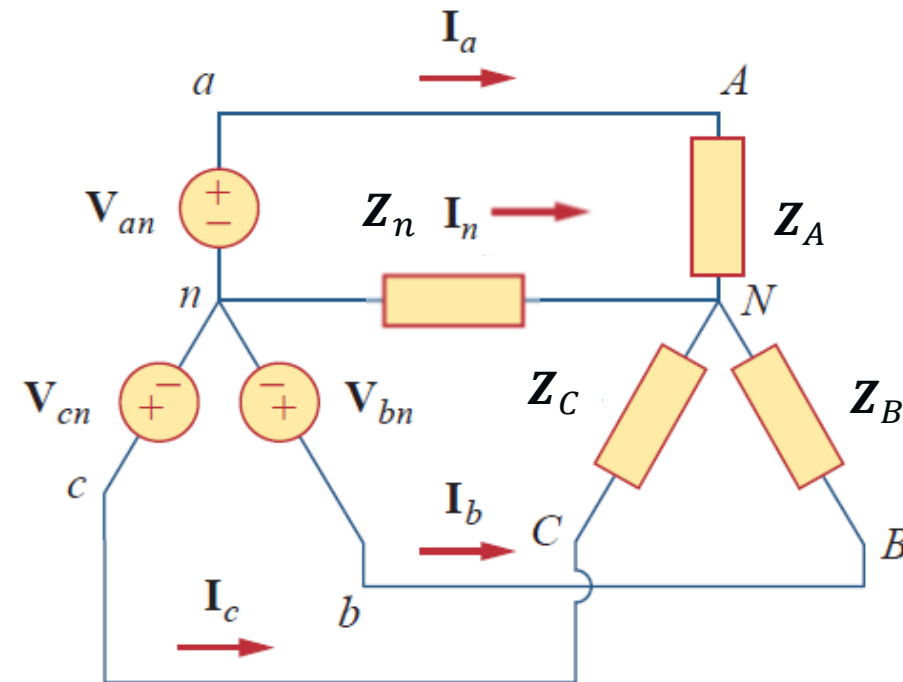 I_a
a
A
+
−
V_an
Z_n
I_n
Z_A
n
N
V_cn
−
+
−
+
V_bn
Z_C
Z_B
c
I_b
C
B
I_c
b